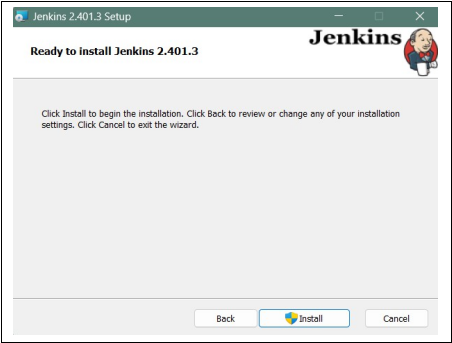 Jenkins 2.401.3 Setup
Jenkins
Ready to install Jenkins 2.401.3
Click Install to begin the installation. Click Back to review or change any of your installation
settings. Click Cancel to exit the wizard.
Back Install Cancel